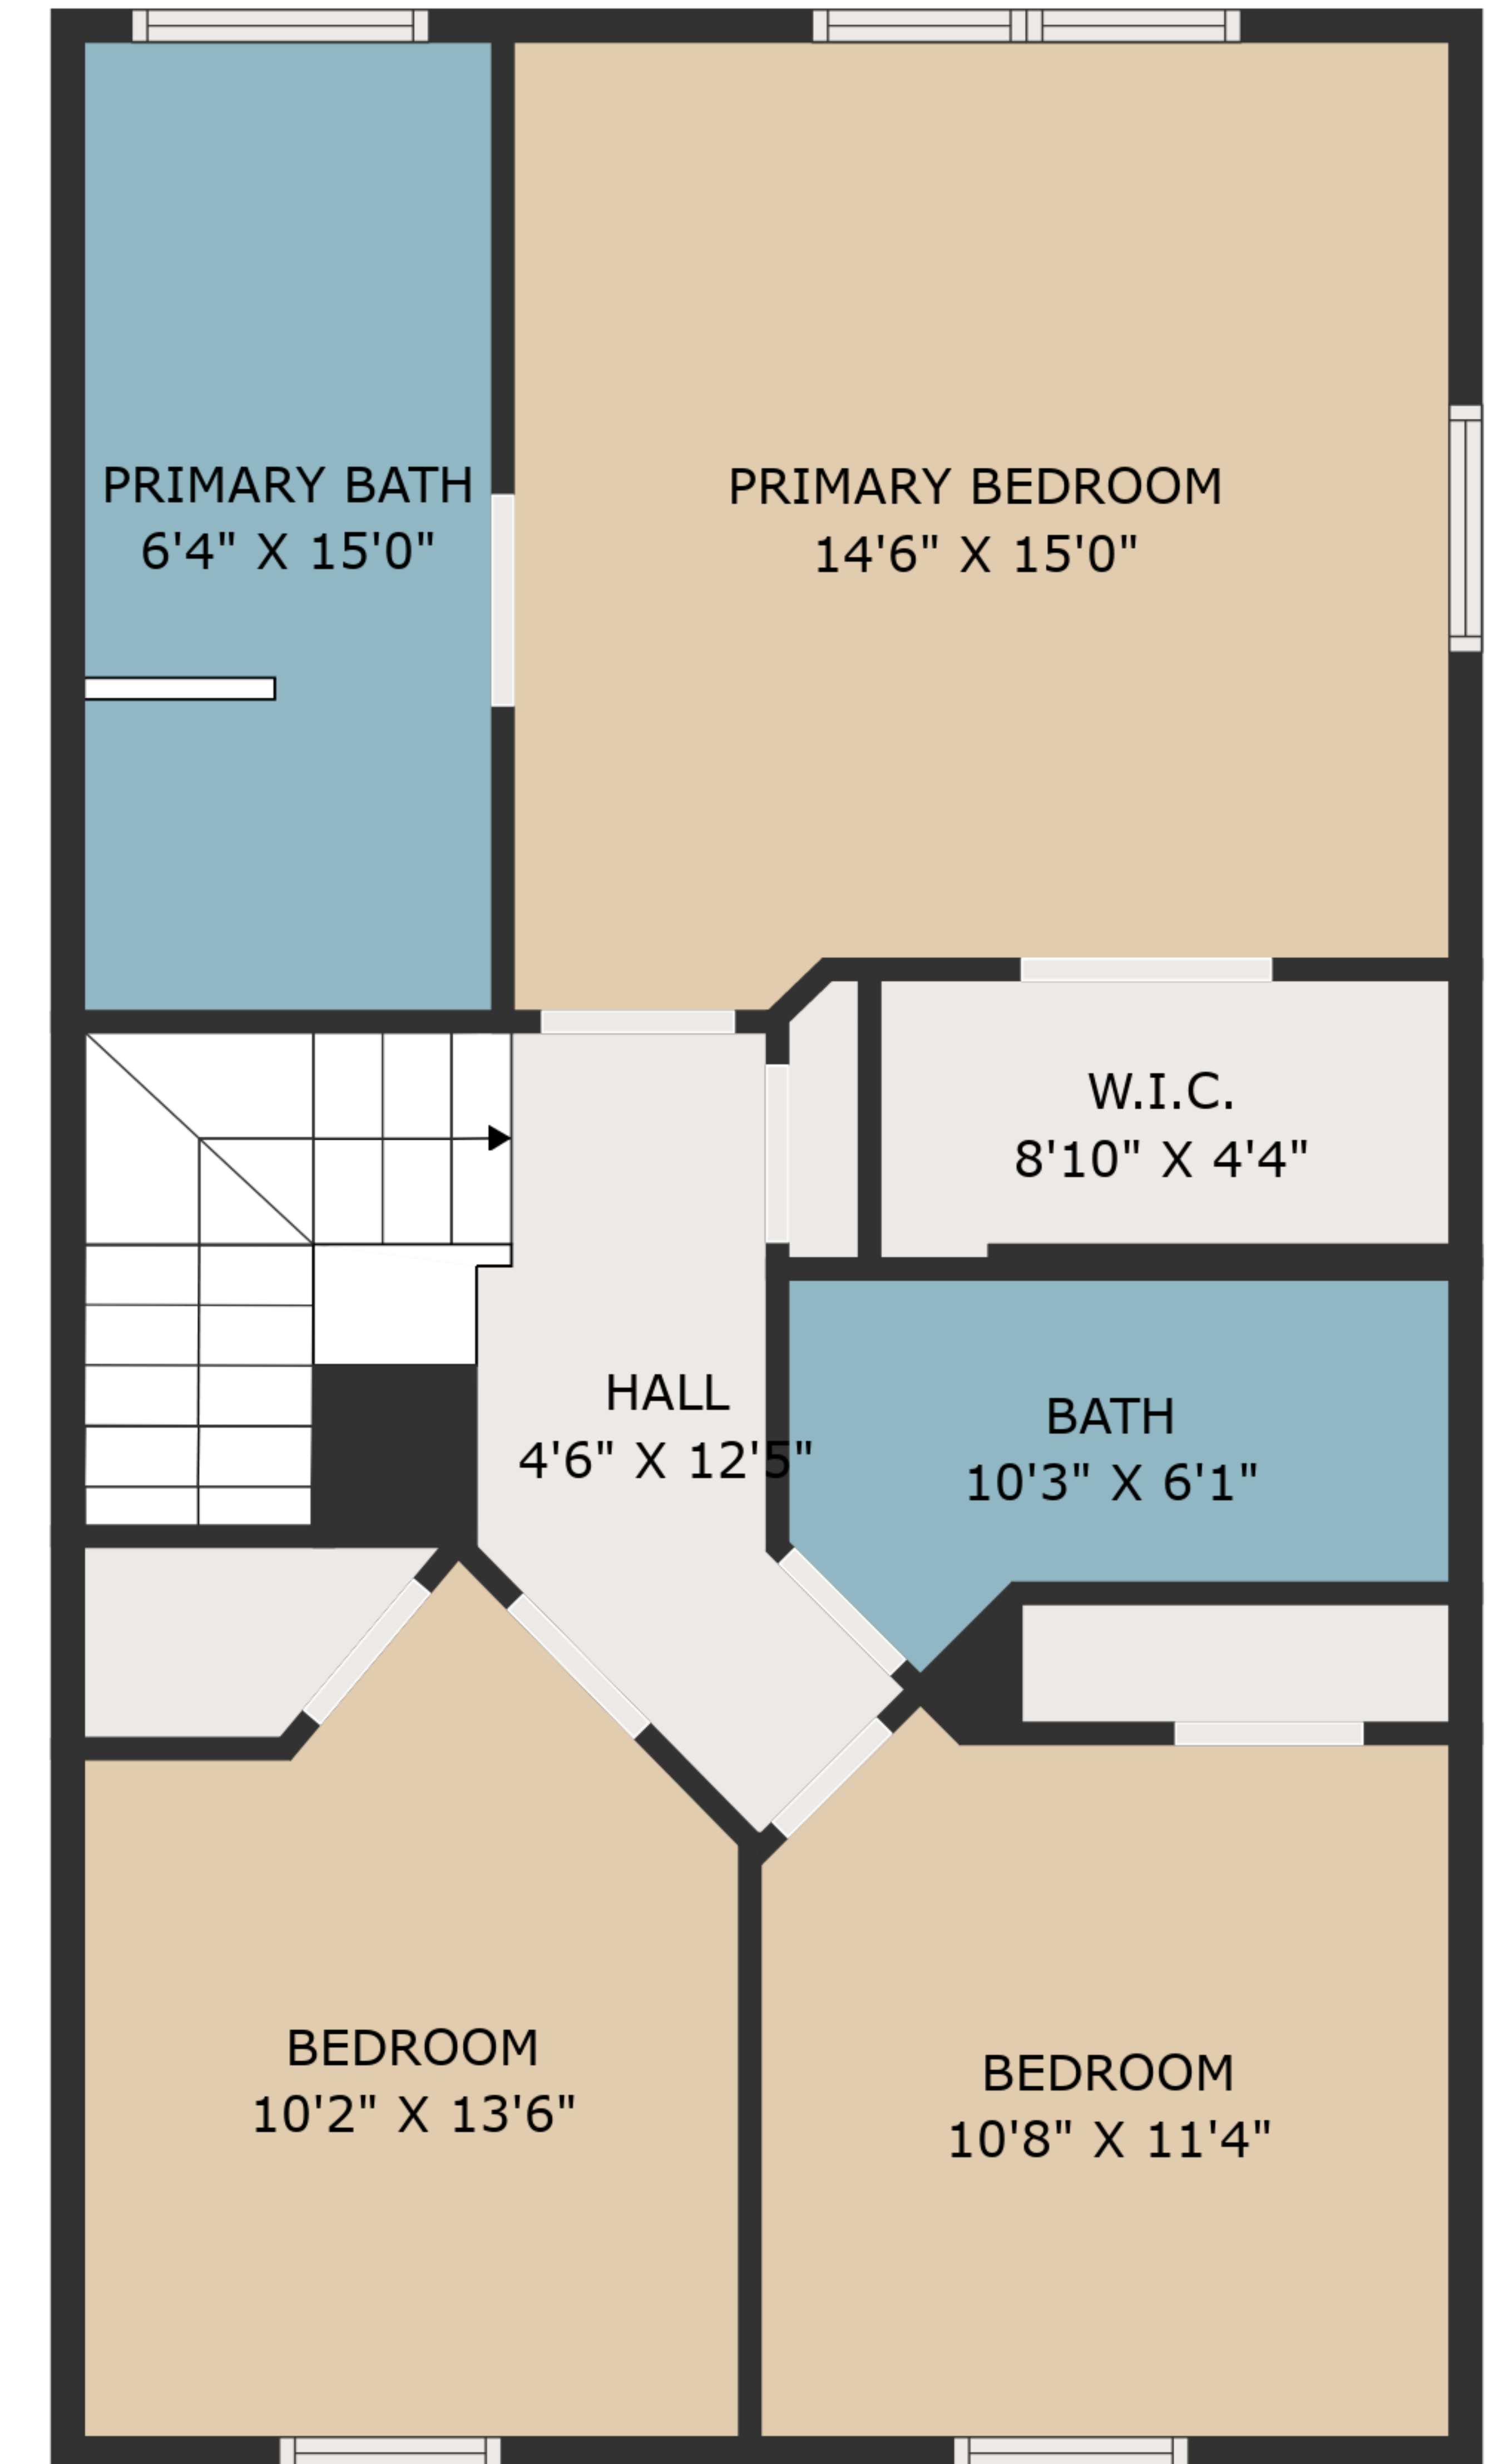 PRIMARY BATH
6'4" X 15'0"
PRIMARY BEDROOM
14'6" X 15'0"
W.I.C.
8'10" X 4'4"
HALL
4'6" X 12'5"
BATH
10'3" X 6'1"
BEDROOM
10'2" X 13'6"
BEDROOM
10'8" X 11'4"